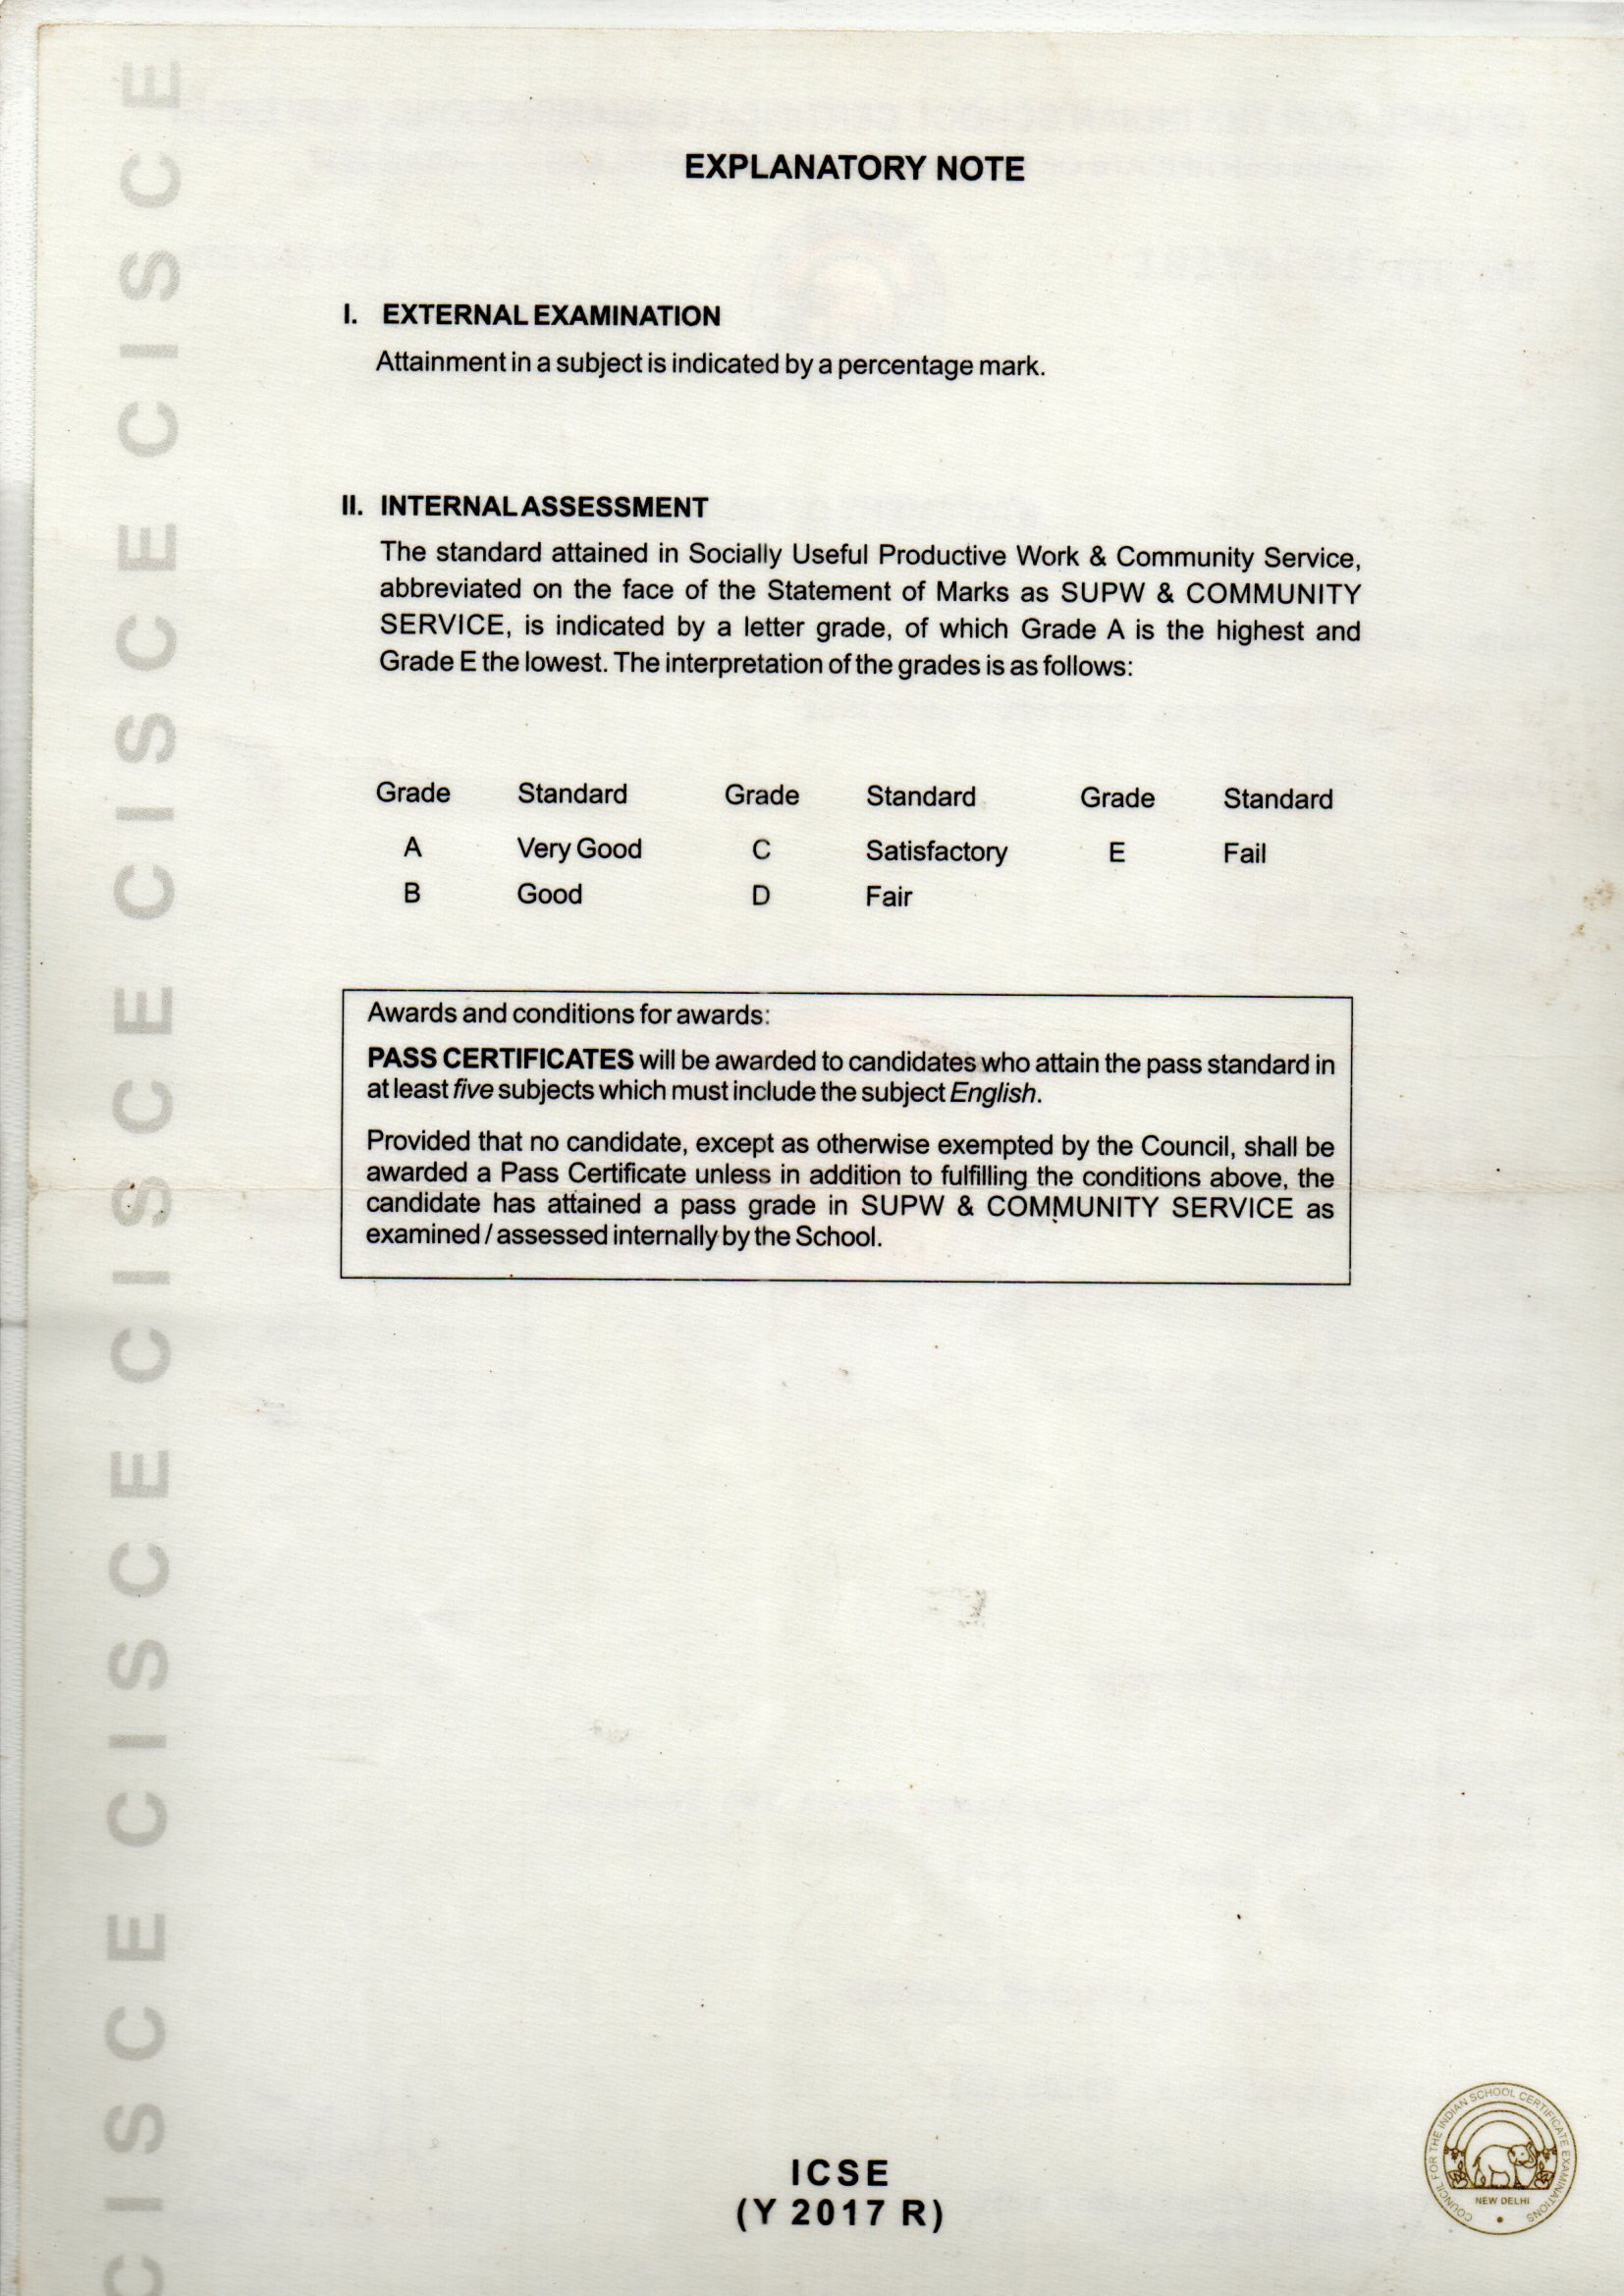 EXPLANATORY NOTE
I. EXTERNAL EXAMINATION
Attainment in a subject is indicated by a percentage mark.
II. INTERNAL ASSESSMENT
The standard attained in Socially Useful Productive Work & Community Service,
abbreviated on the face of the Statement of Marks as SUPW & COMMUNITY
SERVICE, is indicated by a letter grade, of which Grade A is the highest and
Grade E the lowest. The interpretation of the grades is as follows:
Grade Standard Grade Standard Grade Standard
A Very Good C Satisfactory E Fail
B Good D Fair
Awards and conditions for awards:
PASS CERTIFICATES will be awarded to candidates who attain the pass standard in
at least five subjects which must include the subject English.
Provided that no candidate, except as otherwise exempted by the Council, shall be
awarded a Pass Certificate unless in addition to fulfilling the conditions above, the
candidate has attained a pass grade in SUPW & COMMUNITY SERVICE as
examined / assessed internally by the School.
ICSE
(Y 2017 R)
COUNCIL FOR THE INDIAN SCHOOL CERTIFICATE EXAMINATIONS
NEW DELHI
CISCECISCECISCECISCECISCE